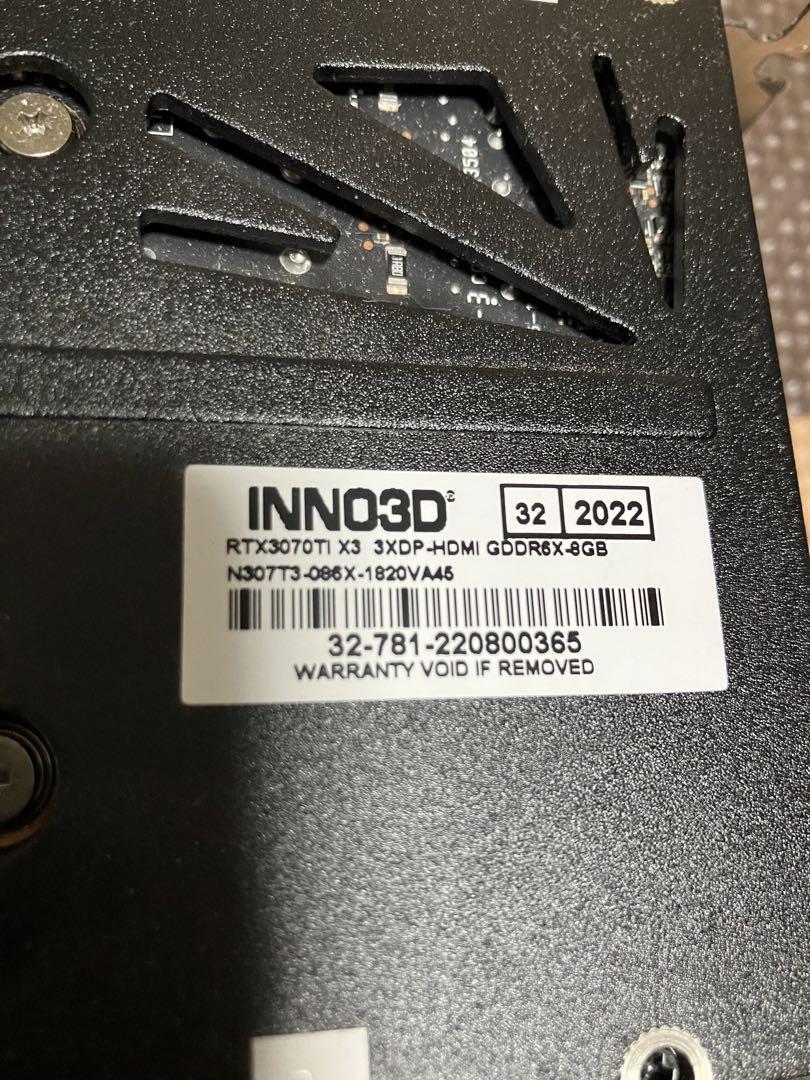 3504
INNO3D®
32 2022
RTX3070TI X3 3XDP-HDMI GDDR6X-8GB
N307T3-086X-1820VA45
32-781-220800365
WARRANTY VOID IF REMOVED